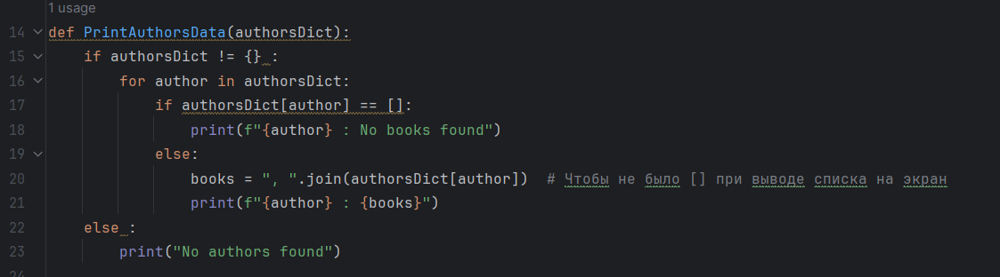 1 usage
14 def PrintAuthorsData(authorsDict):
15     if authorsDict != {} :
16         for author in authorsDict:
17             if authorsDict[author] == []:
18                 print(f"{author} : No books found")
19             else:
20                 books = ", ".join(authorsDict[author])  # Чтобы не было [] при выводе списка на экран
21                 print(f"{author} : {books}")
22     else :
23         print("No authors found")
24